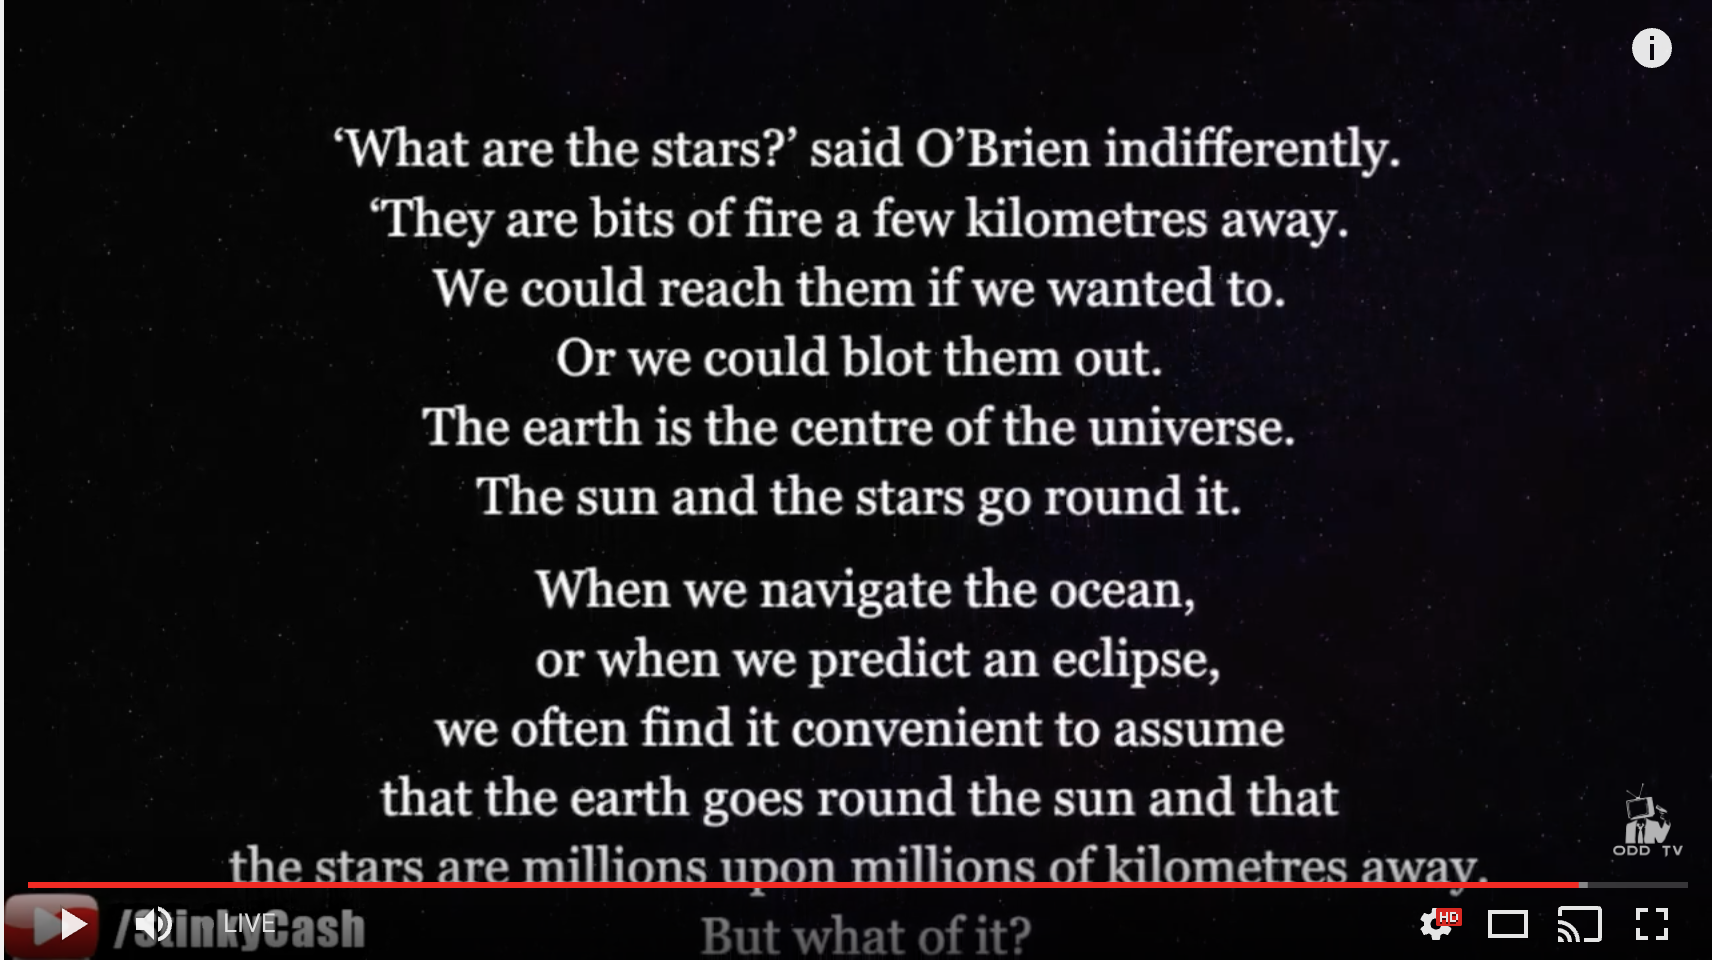 ‘What are the stars?’ said O’Brien indifferently.
‘They are bits of fire a few kilometres away.
We could reach them if we wanted to.
Or we could blot them out.
The earth is the centre of the universe.
The sun and the stars go round it.
When we navigate the ocean,
or when we predict an eclipse,
we often find it convenient to assume
that the earth goes round the sun and that
the stars are millions upon millions of kilometres away.
But what of it?
ODD TV
/StinkyCash
LIVE
HD